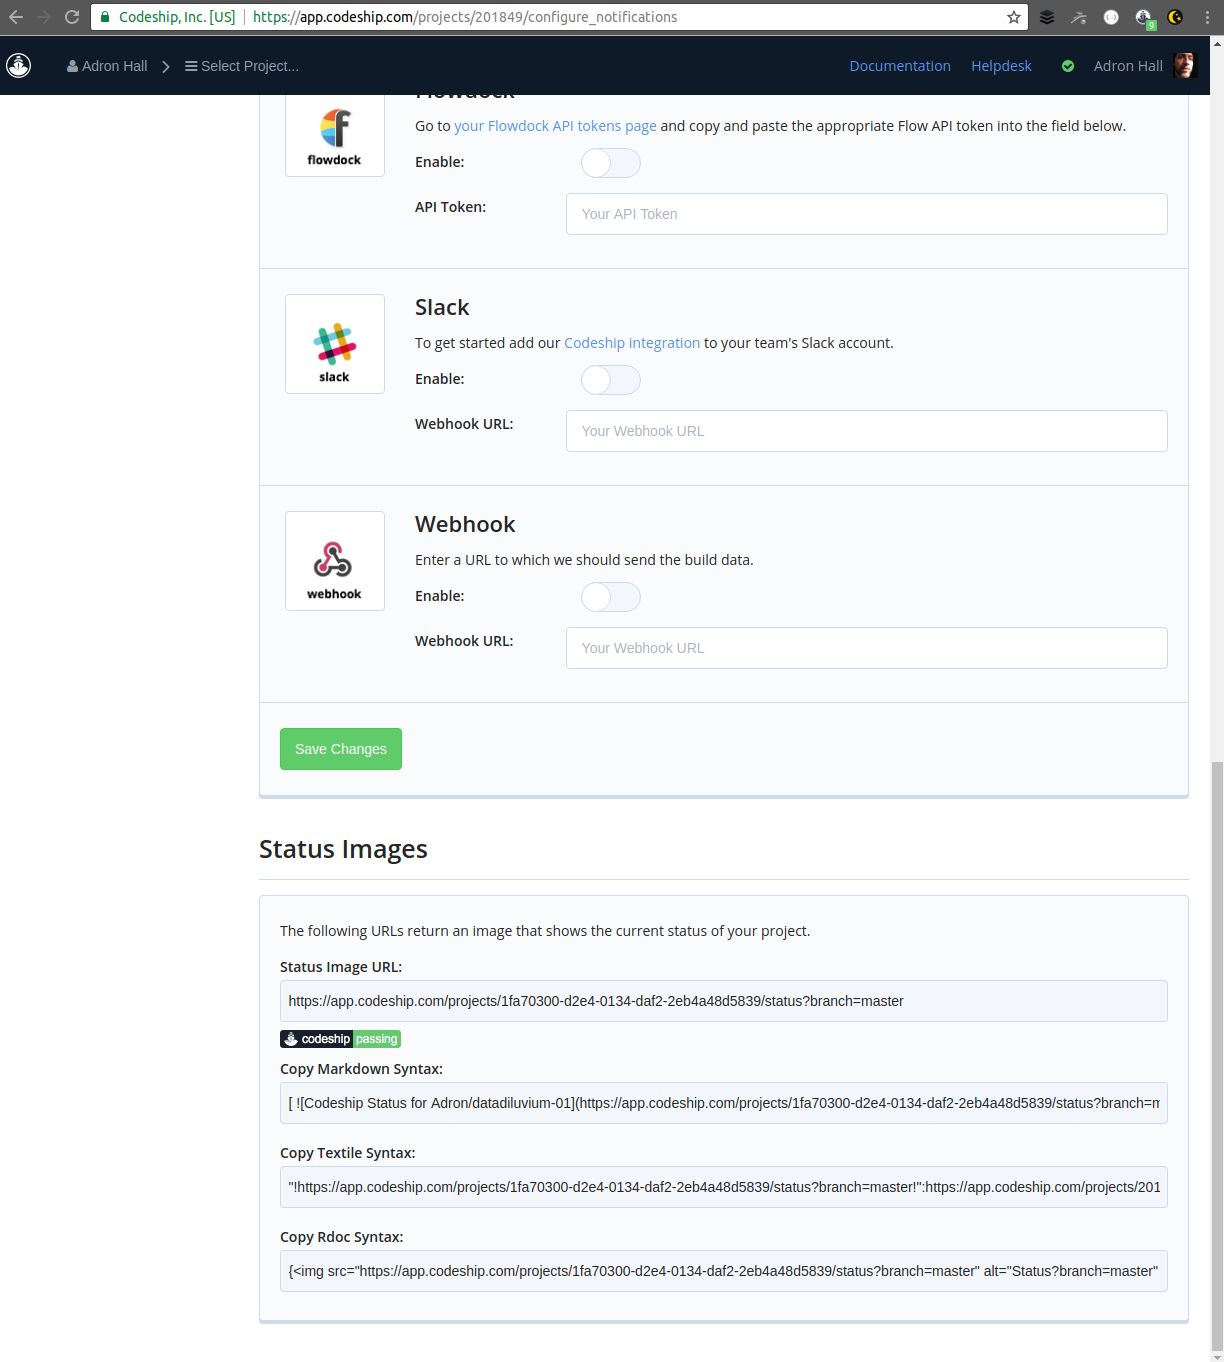 Codeship, Inc. [US] https://app.codeship.com/projects/201849/configure_notifications
9
Adron Hall Select Project... Documentation Helpdesk Adron Hall
Flowdock
flowdock
Go to your Flowdock API tokens page and copy and paste the appropriate Flow API token into the field below.
Enable:
API Token: Your API Token
Slack
slack
To get started add our Codeship integration to your team's Slack account.
Enable:
Webhook URL: Your Webhook URL
Webhook
webhook
Enter a URL to which we should send the build data.
Enable:
Webhook URL: Your Webhook URL
Save Changes
Status Images
The following URLs return an image that shows the current status of your project.
Status Image URL:
https://app.codeship.com/projects/1fa70300-d2e4-0134-daf2-2eb4a48d5839/status?branch=master
codeship passing
Copy Markdown Syntax:
[ ![Codeship Status for Adron/datadiluvium-01](https://app.codeship.com/projects/1fa70300-d2e4-0134-daf2-2eb4a48d5839/status?branch=m
Copy Textile Syntax:
"!https://app.codeship.com/projects/1fa70300-d2e4-0134-daf2-2eb4a48d5839/status?branch=master!":https://app.codeship.com/projects/201
Copy Rdoc Syntax:
{<img src="https://app.codeship.com/projects/1fa70300-d2e4-0134-daf2-2eb4a48d5839/status?branch=master" alt="Status?branch=master"